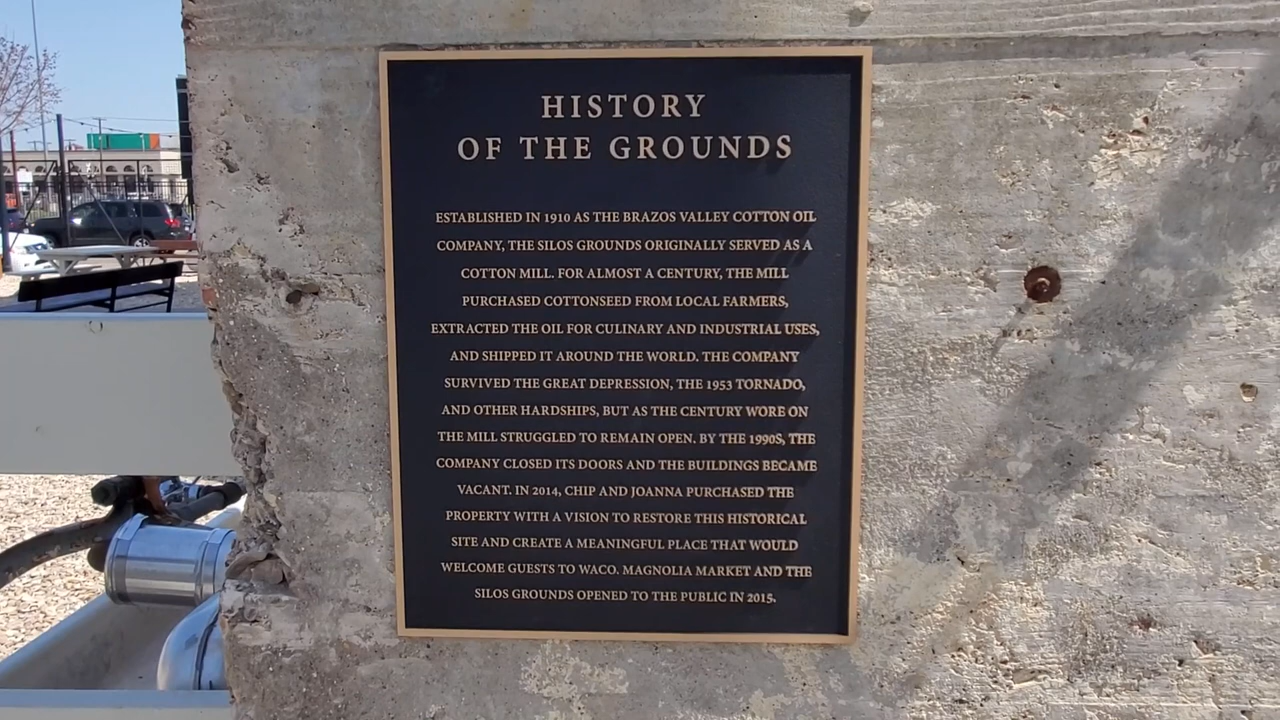 HISTORY
OF THE GROUNDS
ESTABLISHED IN 1910 AS THE BRAZOS VALLEY COTTON OIL
COMPANY, THE SILOS GROUNDS ORIGINALLY SERVED AS A
COTTON MILL. FOR ALMOST A CENTURY, THE MILL
PURCHASED COTTONSEED FROM LOCAL FARMERS,
EXTRACTED THE OIL FOR CULINARY AND INDUSTRIAL USES,
AND SHIPPED IT AROUND THE WORLD. THE COMPANY
SURVIVED THE GREAT DEPRESSION, THE 1953 TORNADO,
AND OTHER HARDSHIPS, BUT AS THE CENTURY WORE ON
THE MILL STRUGGLED TO REMAIN OPEN. BY THE 1990S, THE
COMPANY CLOSED ITS DOORS AND THE BUILDINGS BECAME
VACANT. IN 2014, CHIP AND JOANNA PURCHASED THE
PROPERTY WITH A VISION TO RESTORE THIS HISTORICAL
SITE AND CREATE A MEANINGFUL PLACE THAT WOULD
WELCOME GUESTS TO WACO. MAGNOLIA MARKET AND THE
SILOS GROUNDS OPENED TO THE PUBLIC IN 2015.